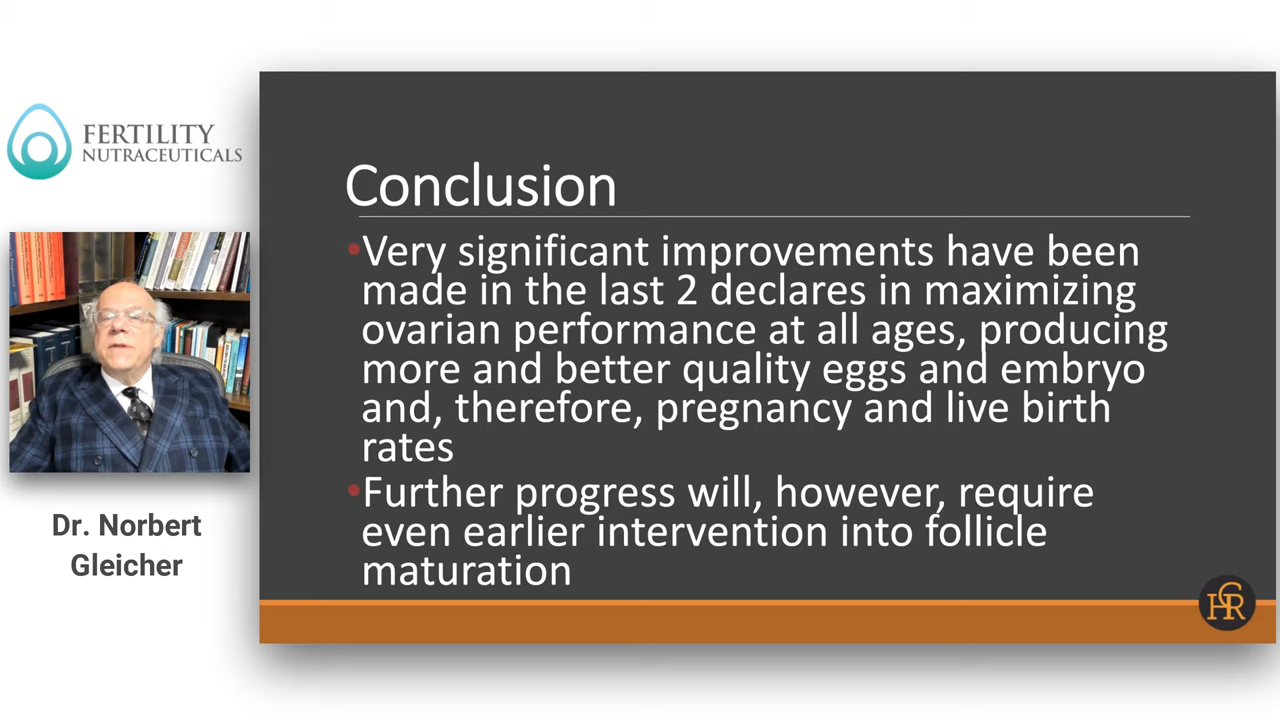 FERTILITY
NUTRACEUTICALS
Dr. Norbert
Gleicher
Conclusion
•Very significant improvements have been
made in the last 2 declares in maximizing
ovarian performance at all ages, producing
more and better quality eggs and embryo
and, therefore, pregnancy and live birth
rates
•Further progress will, however, require
even earlier intervention into follicle
maturation
CHR